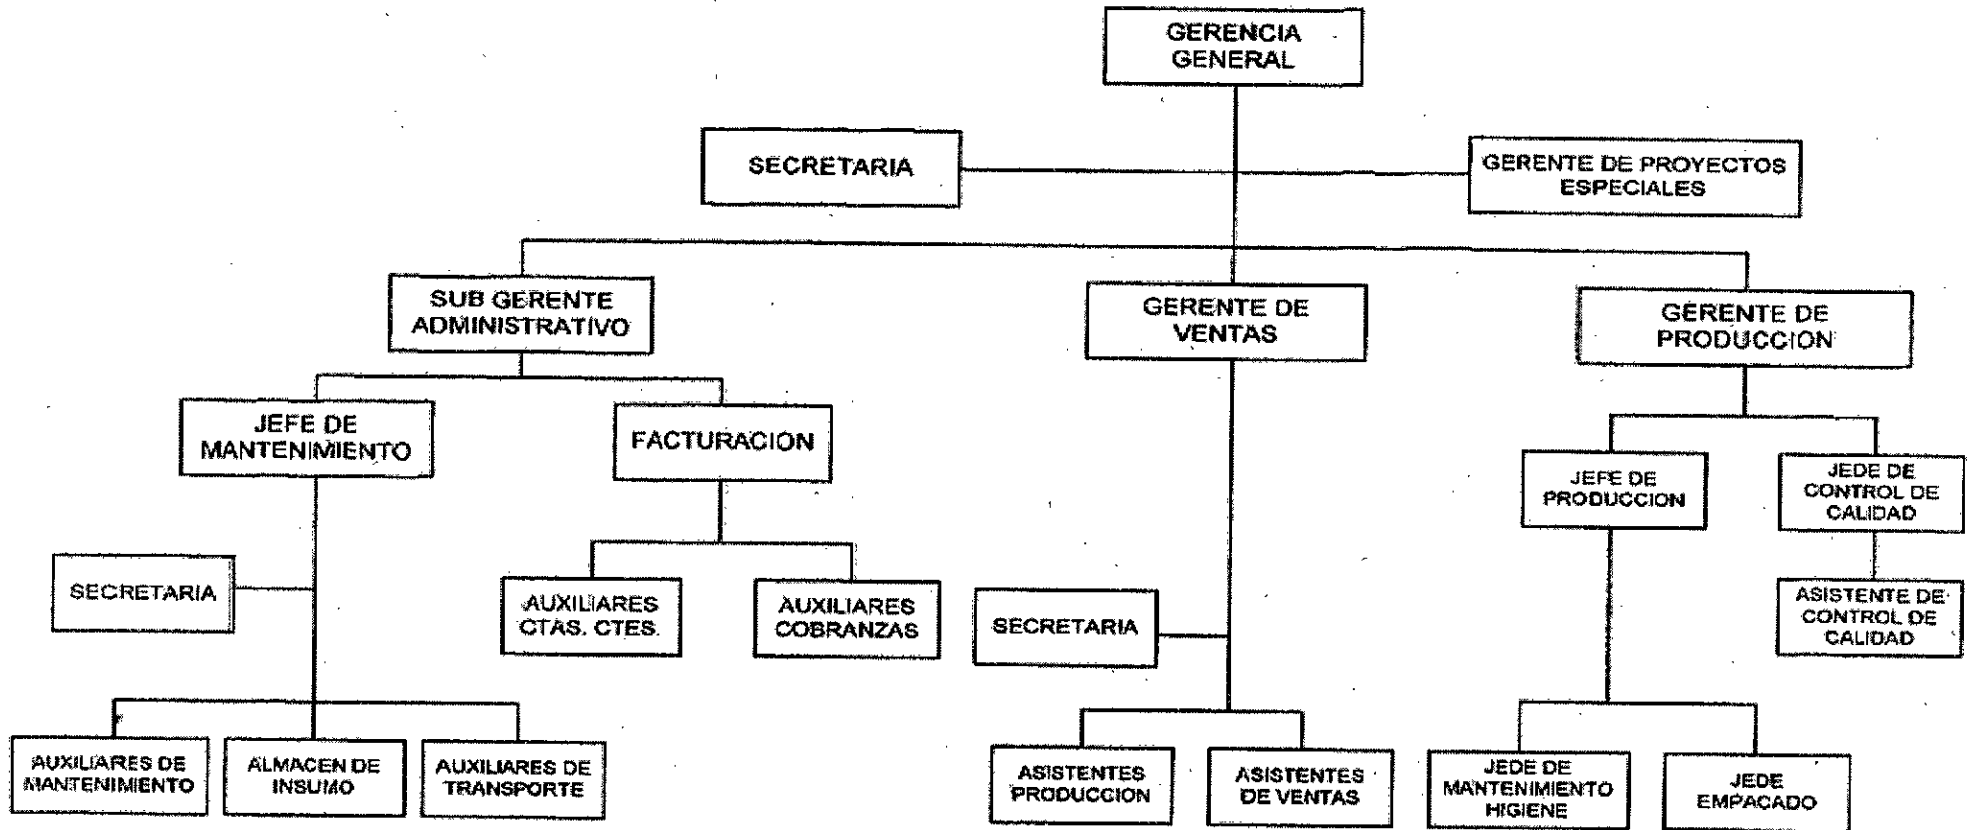 GERENCIA
GENERAL
SECRETARIA
GERENTE DE PROYECTOS
ESPECIALES
SUB GERENTE
ADMINISTRATIVO
GERENTE DE
VENTAS
GERENTE DE
PRODUCCION
JEFE DE
MANTENIMIENTO
FACTURACION
JEFE DE
PRODUCCION
JEDE DE
CONTROL DE
CALIDAD
SECRETARIA
AUXILIARES
CTAS. CTES.
AUXILIARES
COBRANZAS
SECRETARIA
ASISTENTE DE
CONTROL DE
CALIDAD
AUXILIARES DE
MANTENIMIENTO
ALMACEN DE
INSUMO
AUXILIARES DE
TRANSPORTE
ASISTENTES
PRODUCCION
ASISTENTES
DE VENTAS
JEDE DE
MANTENIMIENTO
HIGIENE
JEDE
EMPACADO